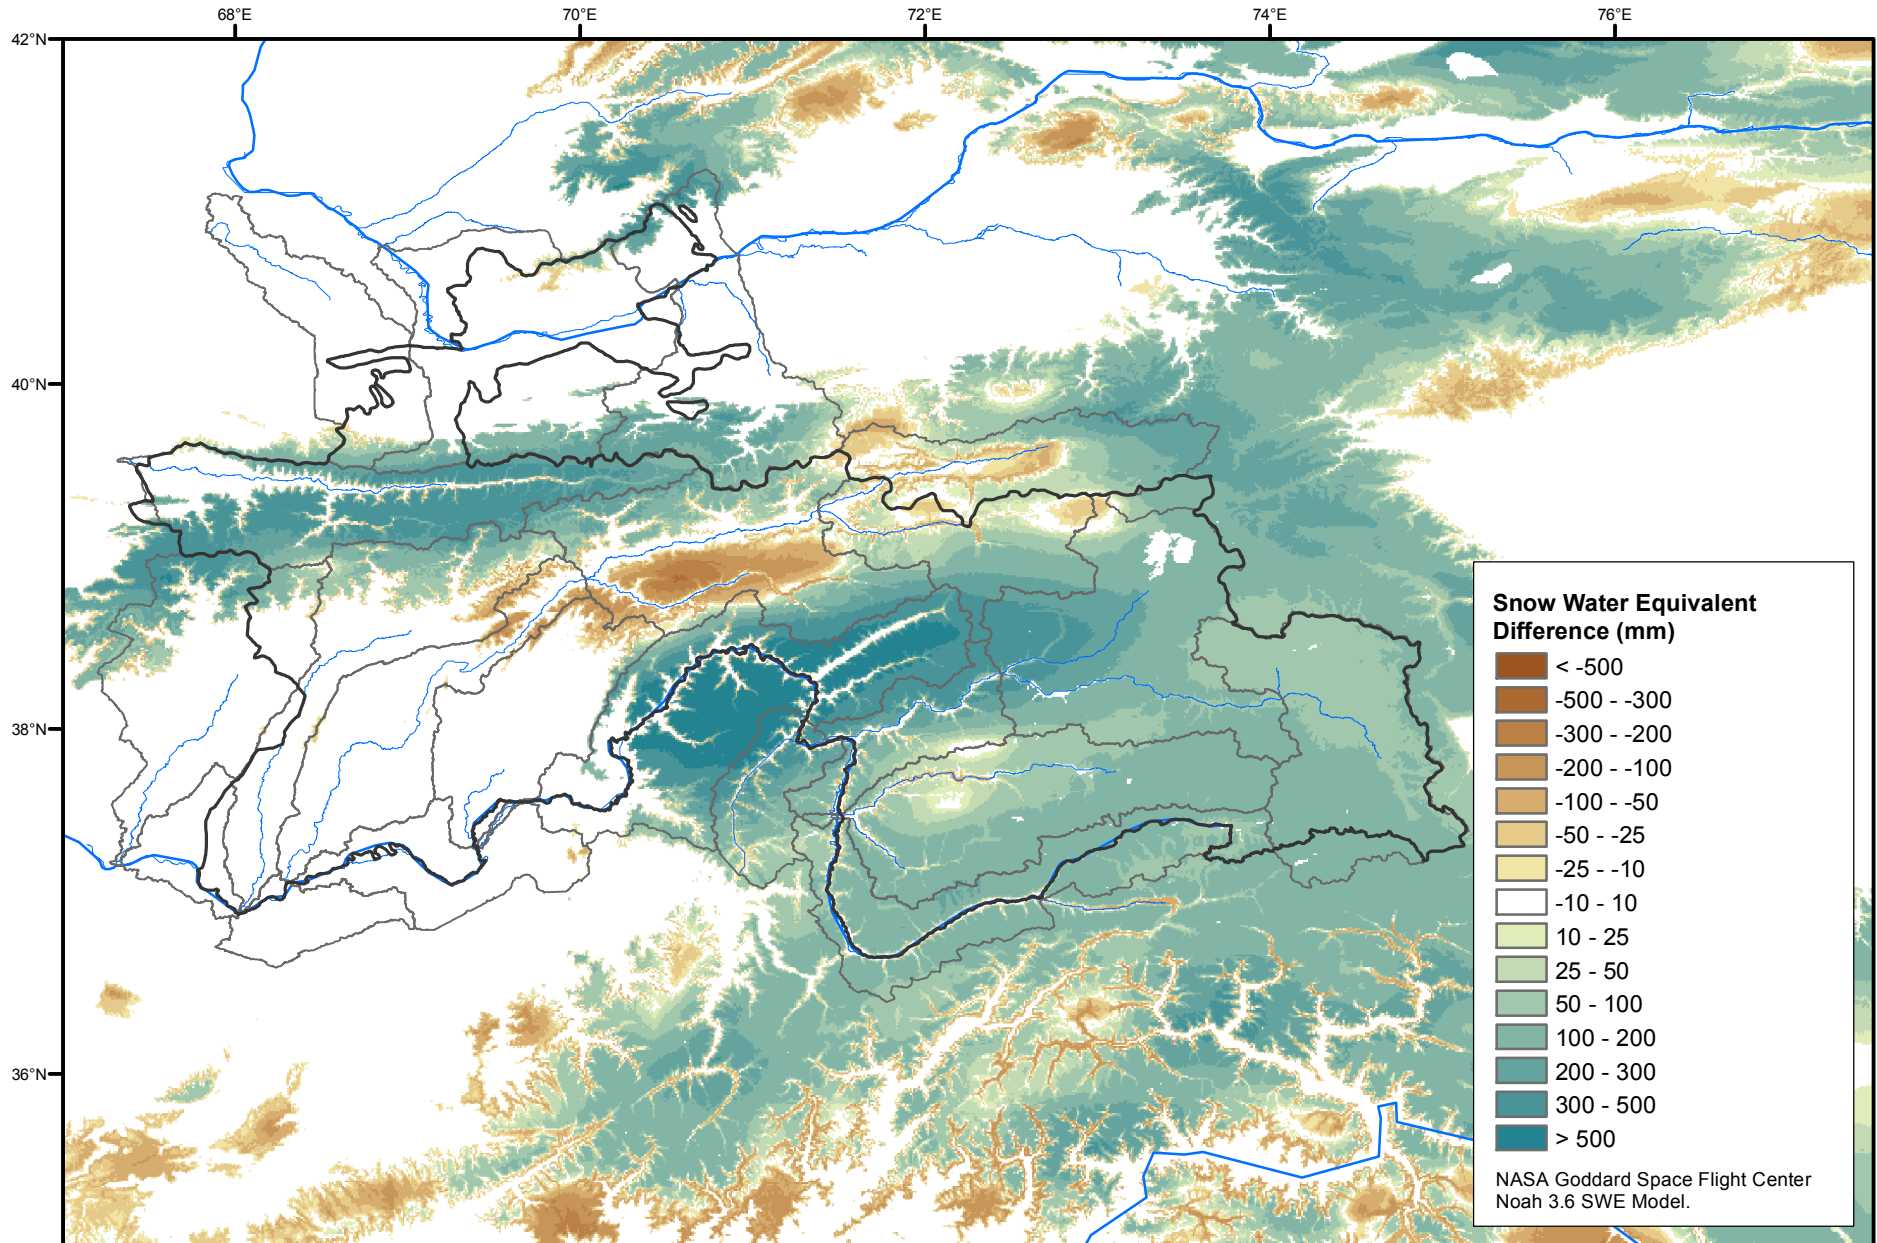 68°E 70°E 72°E 74°E 76°E
42°N
40°N
38°N
36°N
Snow Water Equivalent
Difference (mm)
< -500
-500 - -300
-300 - -200
-200 - -100
-100 - -50
-50 - -25
-25 - -10
-10 - 10
10 - 25
25 - 50
50 - 100
100 - 200
200 - 300
300 - 500
> 500
NASA Goddard Space Flight Center
Noah 3.6 SWE Model.